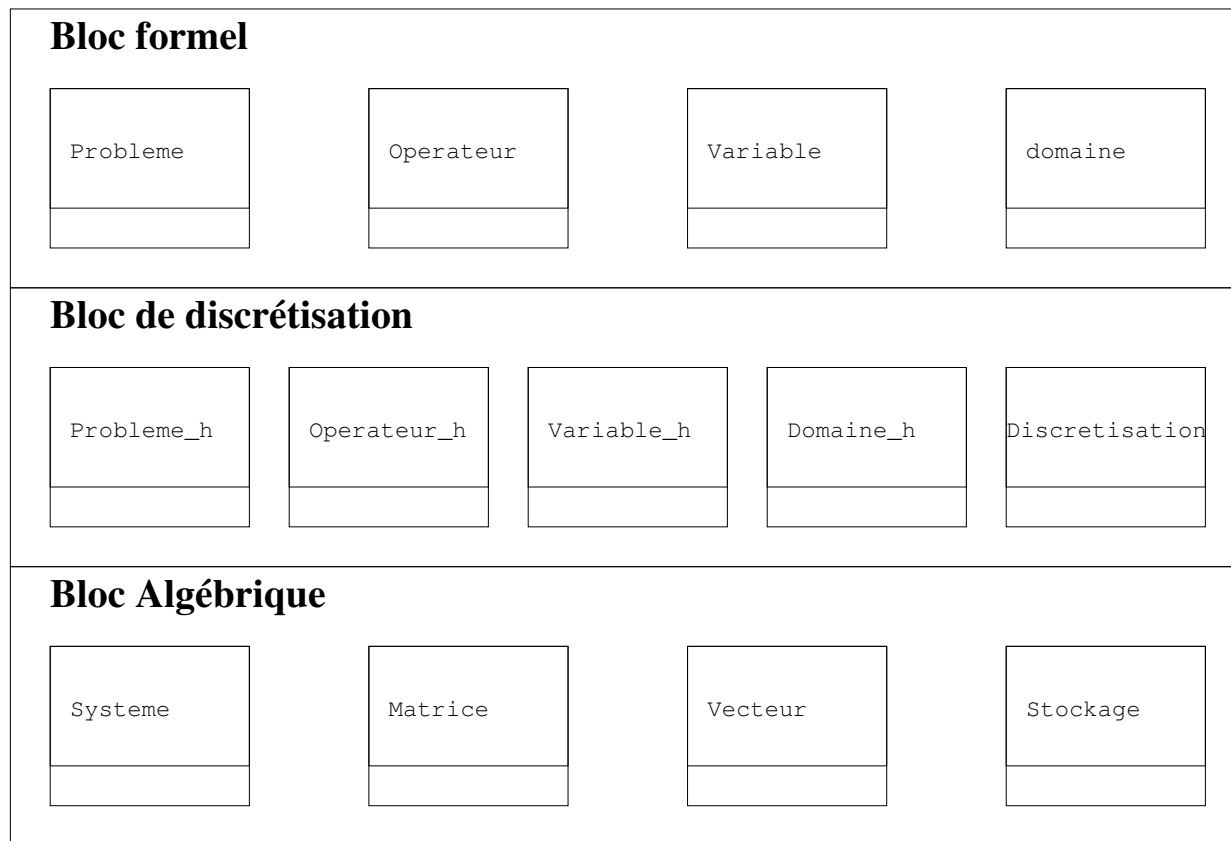 Bloc formel
Probleme Operateur Variable domaine
Bloc de discrétisation
Probleme_h Operateur_h Variable_h Domaine_h Discretisation
Bloc Algébrique
Systeme Matrice Vecteur Stockage